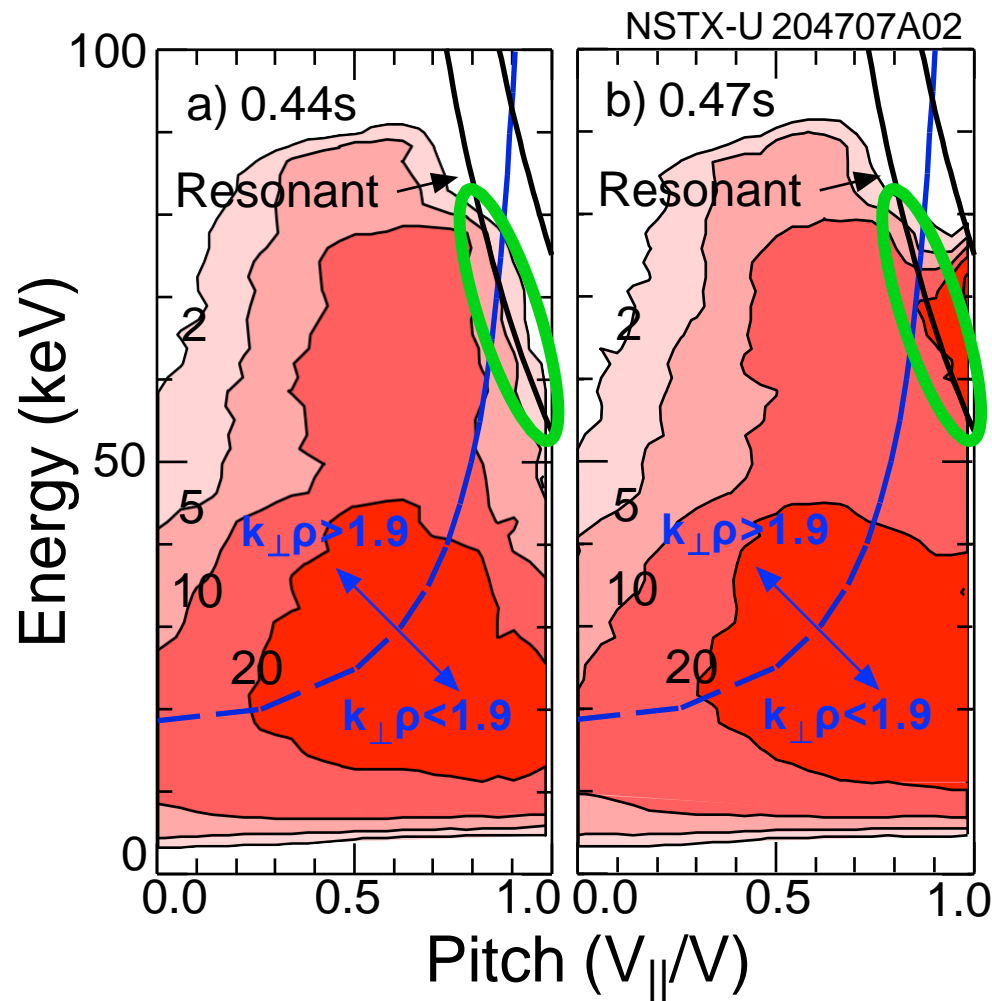 NSTX-U 204707A02
100
a) 0.44s
b) 0.47s
Resonant
Resonant
2
2
Energy (keV)
50
5
5
k⊥ρ>1.9
k⊥ρ>1.9
10
10
20
20
k⊥ρ<1.9
k⊥ρ<1.9
0
0.0 0.5 1.0 0.0 0.5 1.0
Pitch (V||/V)